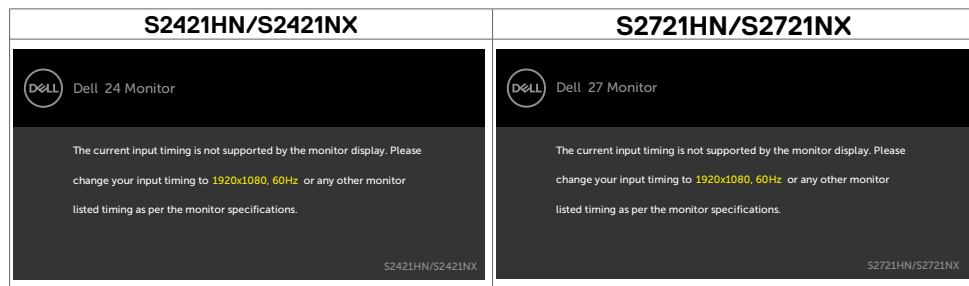 S2421HN/S2421NX
DELL Dell 24 Monitor
The current input timing is not supported by the monitor display. Please
change your input timing to 1920x1080, 60Hz or any other monitor
listed timing as per the monitor specifications.
S2421HN/S2421NX
S2721HN/S2721NX
DELL Dell 27 Monitor
The current input timing is not supported by the monitor display. Please
change your input timing to 1920x1080, 60Hz or any other monitor
listed timing as per the monitor specifications.
S2721HN/S2721NX